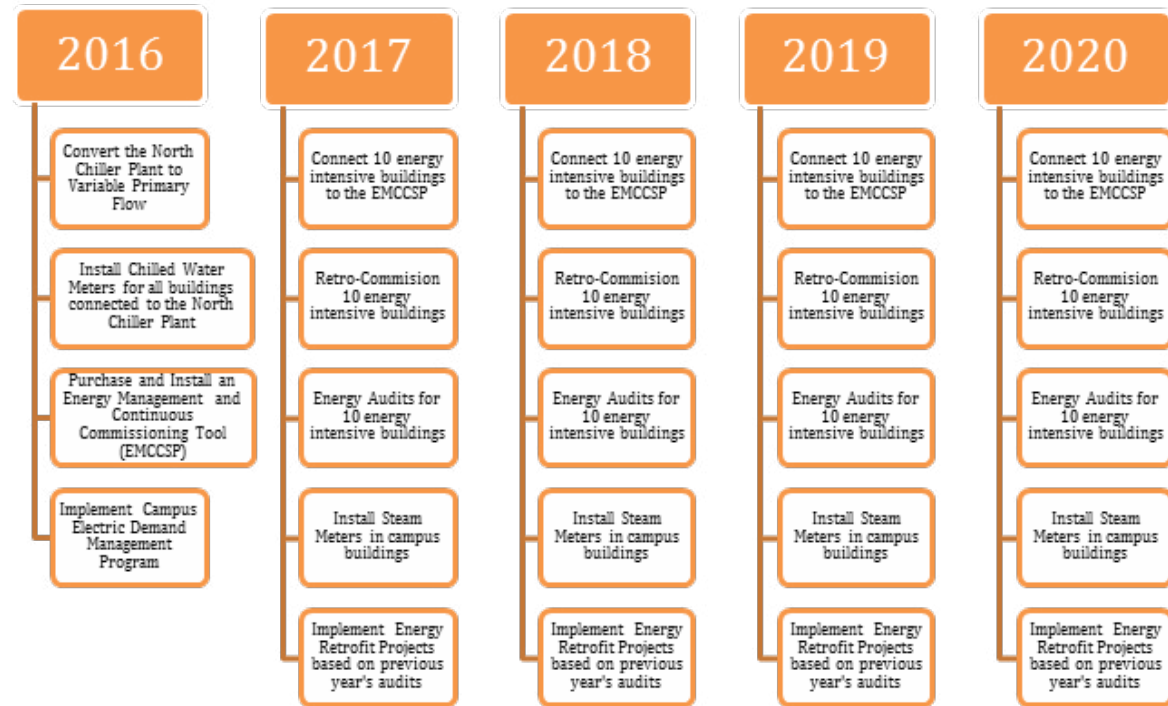 2016
Convert the North
Chiller Plant to
Variable Primary
Flow
Install Chilled Water
Meters for all buildings
connected to the North
Chiller Plant
Purchase and Install an
Energy Management and
Continuous
Commissioning Tool
(EMCCSP)
Implement Campus
Electric Demand
Management
Program
2017
Connect 10 energy
intensive buildings
to the EMCCSP
Retro-Commision
10 energy
intensive buildings
Energy Audits for
10 energy
intensive buildings
Install Steam
Meters in campus
buildings
Implement Energy
Retrofit Projects
based on previous
year's audits
2018
Connect 10 energy
intensive buildings
to the EMCCSP
Retro-Commision
10 energy
intensive buildings
Energy Audits for
10 energy
intensive buildings
Install Steam
Meters in campus
buildings
Implement Energy
Retrofit Projects
based on previous
year's audits
2019
Connect 10 energy
intensive buildings
to the EMCCSP
Retro-Commision
10 energy
intensive buildings
Energy Audits for
10 energy
intensive buildings
Install Steam
Meters in campus
buildings
Implement Energy
Retrofit Projects
based on previous
year's audits
2020
Connect 10 energy
intensive buildings
to the EMCCSP
Retro-Commision
10 energy
intensive buildings
Energy Audits for
10 energy
intensive buildings
Install Steam
Meters in campus
buildings
Implement Energy
Retrofit Projects
based on previous
year's audits